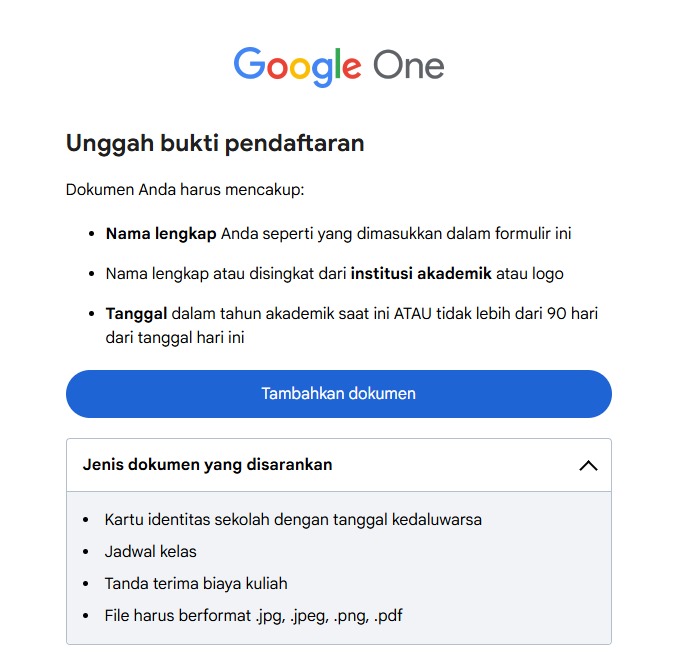 Google One
Unggah bukti pendaftaran
Dokumen Anda harus mencakup:
• Nama lengkap Anda seperti yang dimasukkan dalam formulir ini
• Nama lengkap atau disingkat dari institusi akademik atau logo
• Tanggal dalam tahun akademik saat ini ATAU tidak lebih dari 90 hari
dari tanggal hari ini
Tambahkan dokumen
Jenis dokumen yang disarankan
• Kartu identitas sekolah dengan tanggal kedaluwarsa
• Jadwal kelas
• Tanda terima biaya kuliah
• File harus berformat .jpg, .jpeg, .png, .pdf